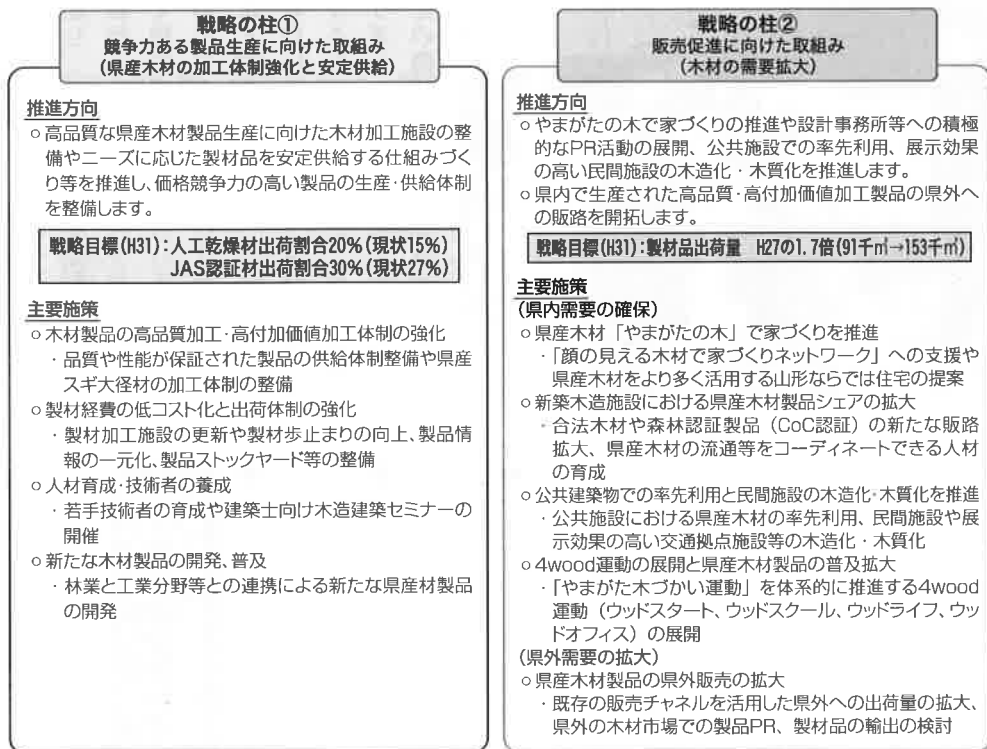 戦略の柱①
競争力ある製品生産に向けた取組み
(県産木材の加工体制強化と安定供給)
推進方向
○高品質な県産木材製品生産に向けた木材加工施設の整
備やニーズに応じた製材品を安定供給する仕組みづく
り等を推進し、価格競争力の高い製品の生産・供給体制
を整備します。
戦略目標(H31):人工乾燥材出荷割合20%(現状15%)
JAS認証材出荷割合30%(現状27%)
主要施策
○木材製品の高品質加工・高付加価値加工体制の強化
・品質や性能が保証された製品の供給体制整備や県産
スギ大径材の加工体制の整備
○製材経費の低コスト化と出荷体制の強化
・製材加工施設の更新や製材歩止まりの向上、製品情
報の一元化、製品ストックヤード等の整備
○人材育成・技術者の養成
・若手技術者の育成や建築士向け木造建築セミナーの
開催
○新たな木材製品の開発、普及
・林業と工業分野等との連携による新たな県産材製品
の開発
戦略の柱②
販売促進に向けた取組み
(木材の需要拡大)
推進方向
○やまがたの木で家づくりの推進や設計事務所等への積極
的なPR活動の展開、公共施設での率先利用、展示効果
の高い民間施設の木造化・木質化を推進します。
○県内で生産された高品質・高付加価値加工製品の県外へ
の販路を開拓します。
戦略目標(H31):製材品出荷量 H27の1.7倍(91千㎥→153千㎥)
主要施策
(県内需要の確保)
○県産木材「やまがたの木」で家づくりを推進
・「顔の見える木材で家づくりネットワーク」への支援や
県産木材をより多く活用する山形ならでは住宅の提案
○新築木造施設における県産木材製品シェアの拡大
・合法木材や森林認証製品(CoC認証)の新たな販路
拡大、県産木材の流通等をコーディネートできる人材
の育成
○公共建築物での率先利用と民間施設の木造化・木質化を推進
・公共施設における県産木材の率先利用、民間施設や展
示効果の高い交通拠点施設等の木造化・木質化
○4wood運動の展開と県産木材製品の普及拡大
・「やまがた木づかい運動」を体系的に推進する4wood
運動(ウッドスタート、ウッドスクール、ウッドライフ、ウッ
ドオフィス)の展開
(県外需要の拡大)
○県産木材製品の県外販売の拡大
・既存の販売チャネルを活用した県外への出荷量の拡大、
県外の木材市場での製品PR、製材品の輸出の検討